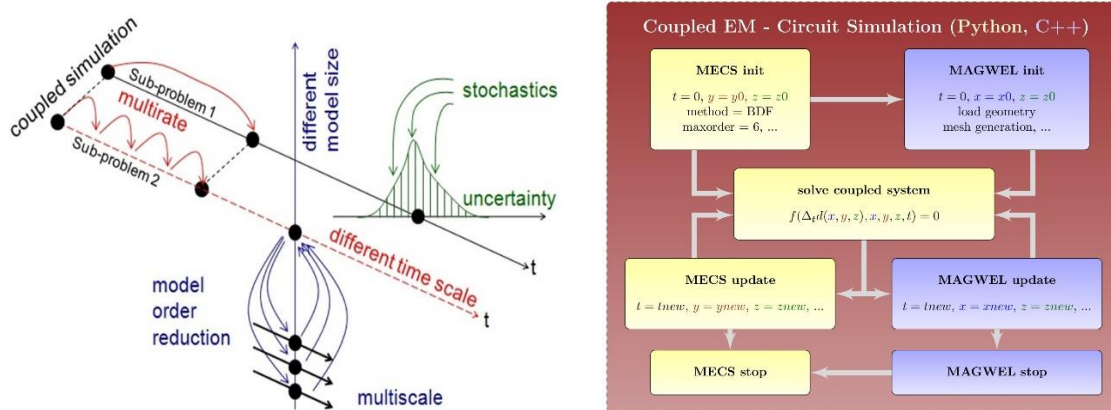 coupled simulation
Sub-problem 1
multirate
Sub-problem 2
different
model size
stochastics
uncertainty
t
different time scale
t
model
order
reduction
multiscale
Coupled EM - Circuit Simulation (Python, C++)
MECS init
t = 0, y = y0, z = z0
method = BDF
maxorder = 6, ...
MAGWEL init
t = 0, x = x0, z = z0
load geometry
mesh generation, ...
solve coupled system
f(Δₜd(x, y, z), x, y, z, t) = 0
MECS update
t = tnew, y = ynew, z = znew, ...
MAGWEL update
t = tnew, x = xnew, z = znew, ...
MECS stop
MAGWEL stop